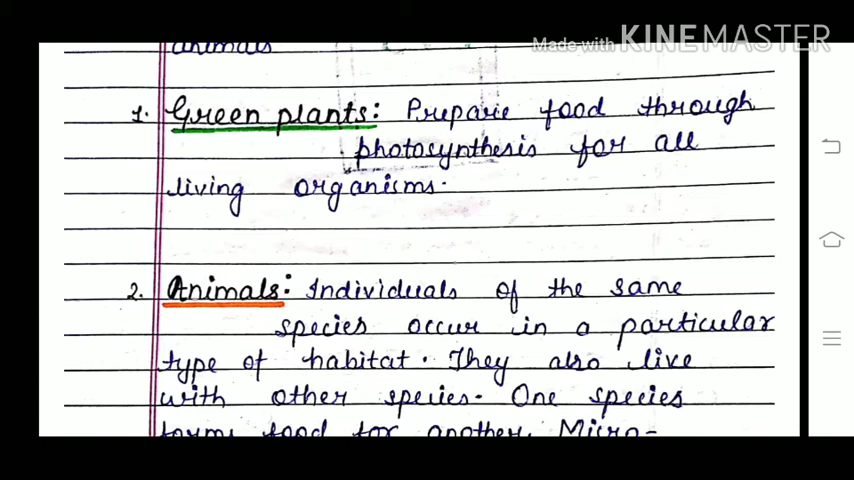 Made with KINEMASTER
animals
1. Green plants: Prepare food through
photosynthesis for all
living organisms.
2. Animals: Individuals of the same
species occur in a particular
type of habitat. They also live
with other species. One species
forms food for another. Micro-